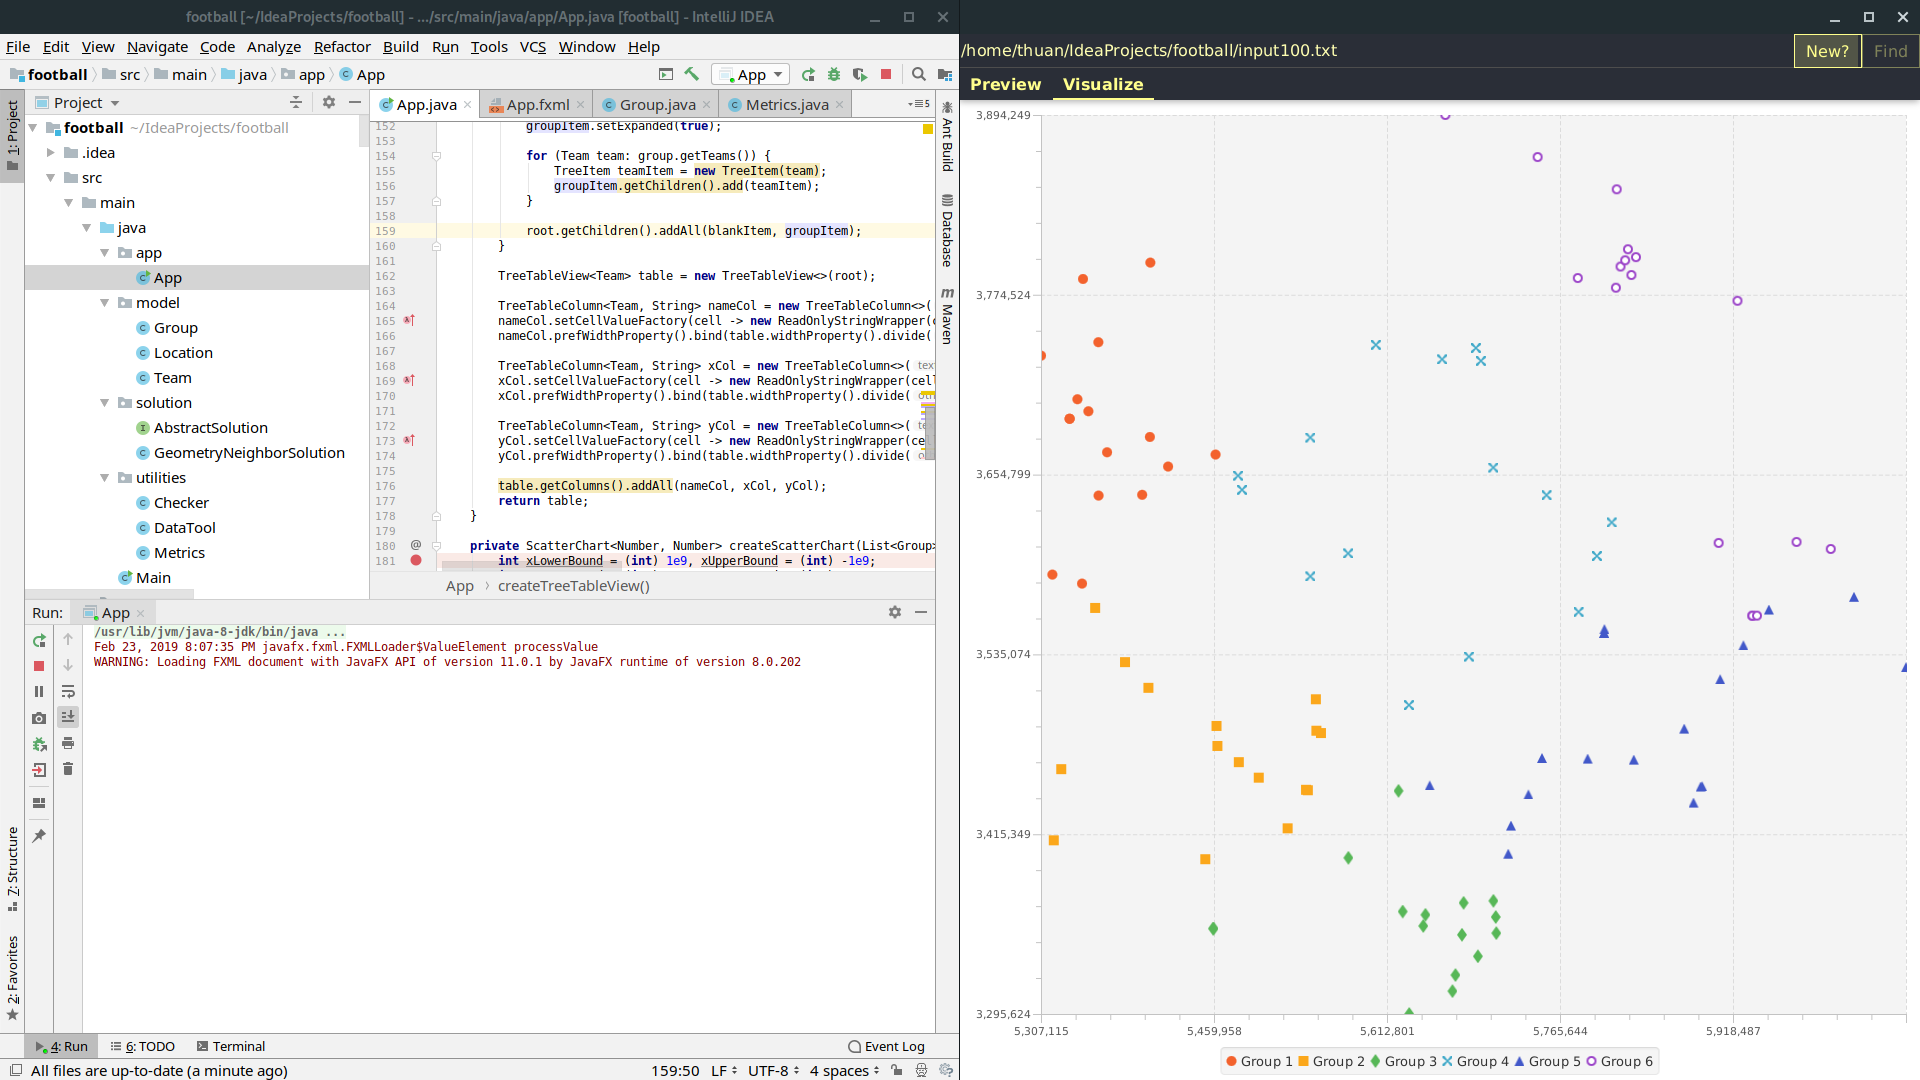 football [~/IdeaProjects/football] - .../src/main/java/app/App.java [football] - IntelliJ IDEA
File Edit View Navigate Code Analyze Refactor Build Run Tools VCS Window Help
football src main java app App
App
Project
App.java App.fxml Group.java Metrics.java
5
1: Project
football ~/IdeaProjects/football
.idea
src
main
java
app
App
model
Group
Location
Team
solution
AbstractSolution
GeometryNeighborSolution
utilities
Checker
DataTool
Metrics
Main
152 groupItem.setExpanded(true);
153
154 for (Team team: group.getTeams()) {
155 TreeItem teamItem = new TreeItem(team);
156 groupItem.getChildren().add(teamItem);
157 }
158
159 root.getChildren().addAll(blankItem, groupItem);
160 }
161
162 TreeTableView<Team> table = new TreeTableView<>(root);
163
164 TreeTableColumn<Team, String> nameCol = new TreeTableColumn<>(
165 nameCol.setCellValueFactory(cell -> new ReadOnlyStringWrapper(c
166 nameCol.prefWidthProperty().bind(table.widthProperty().divide(
167
168 TreeTableColumn<Team, String> xCol = new TreeTableColumn<>( tex
169 xCol.setCellValueFactory(cell -> new ReadOnlyStringWrapper(cell
170 xCol.prefWidthProperty().bind(table.widthProperty().divide(
171
172 TreeTableColumn<Team, String> yCol = new TreeTableColumn<>(
173 yCol.setCellValueFactory(cell -> new ReadOnlyStringWrapper(ce
174 yCol.prefWidthProperty().bind(table.widthProperty().divide(
175
176 table.getColumns().addAll(nameCol, xCol, yCol);
177 return table;
178 }
179
180 @ private ScatterChart<Number, Number> createScatterChart(List<Group>
181 int xLowerBound = (int) 1e9, xUpperBound = (int) -1e9;
App › createTreeTableView()
Ant Build
Database
Maven
Run: App
/usr/lib/jvm/java-8-jdk/bin/java ...
Feb 23, 2019 8:07:35 PM javafx.fxml.FXMLLoader$ValueElement processValue
WARNING: Loading FXML document with JavaFX API of version 11.0.1 by JavaFX runtime of version 8.0.202
7: Structure
2: Favorites
4: Run 6: TODO Terminal Event Log
All files are up-to-date (a minute ago) 159:50 LF UTF-8 4 spaces
/home/thuan/IdeaProjects/football/input100.txt New? Find
Preview Visualize
3,894,249
3,774,524
3,654,799
3,535,074
3,415,349
3,295,624
5,307,115 5,459,958 5,612,801 5,765,644 5,918,487
Group 1 Group 2 Group 3 Group 4 Group 5 Group 6